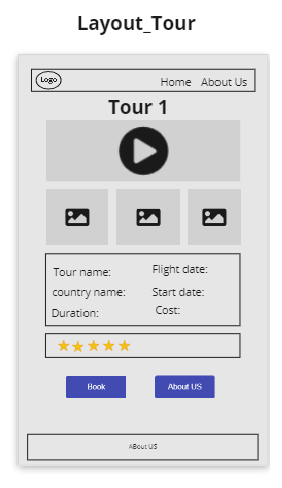 Layout_Tour
Logo
Home About Us
Tour 1
Tour name: Flight date:
country name: Start date:
Duration: Cost:
Book About US
ABout US